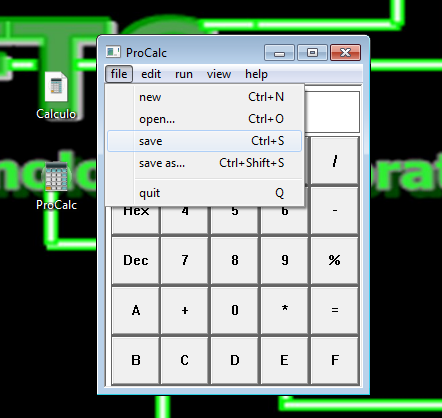 TC
ProCalc
file edit run view help
new Ctrl+N
open... Ctrl+O
save Ctrl+S
save as... Ctrl+Shift+S
quit Q
/
Hex 4 5 6 -
Dec 7 8 9 %
A + 0 * =
B C D E F
Calculo
ProCalc